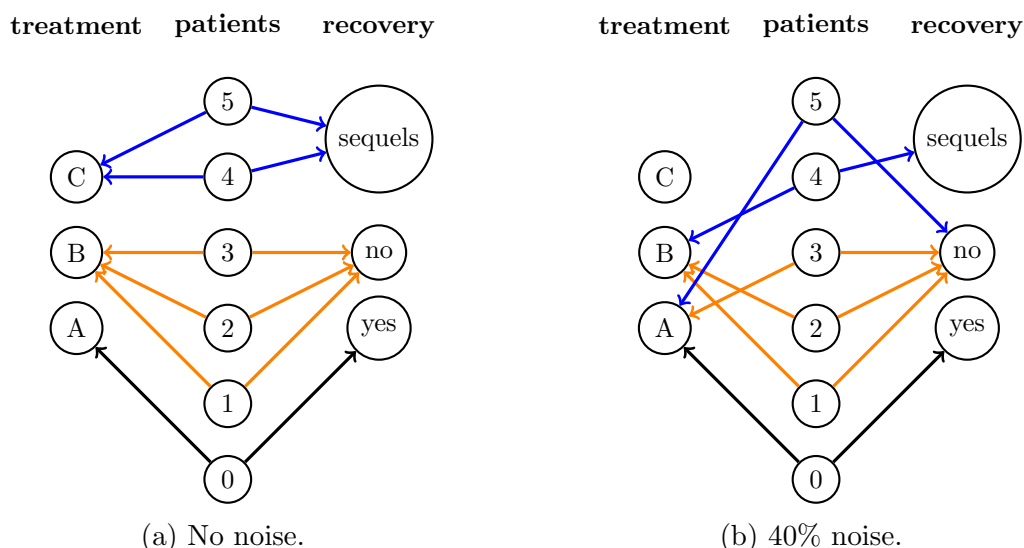 treatment patients recovery
5
sequels
C
4
B
3
no
A
2
yes
1
0
(a) No noise.
treatment patients recovery
5
sequels
C
4
B
3
no
A
2
yes
1
0
(b) 40% noise.